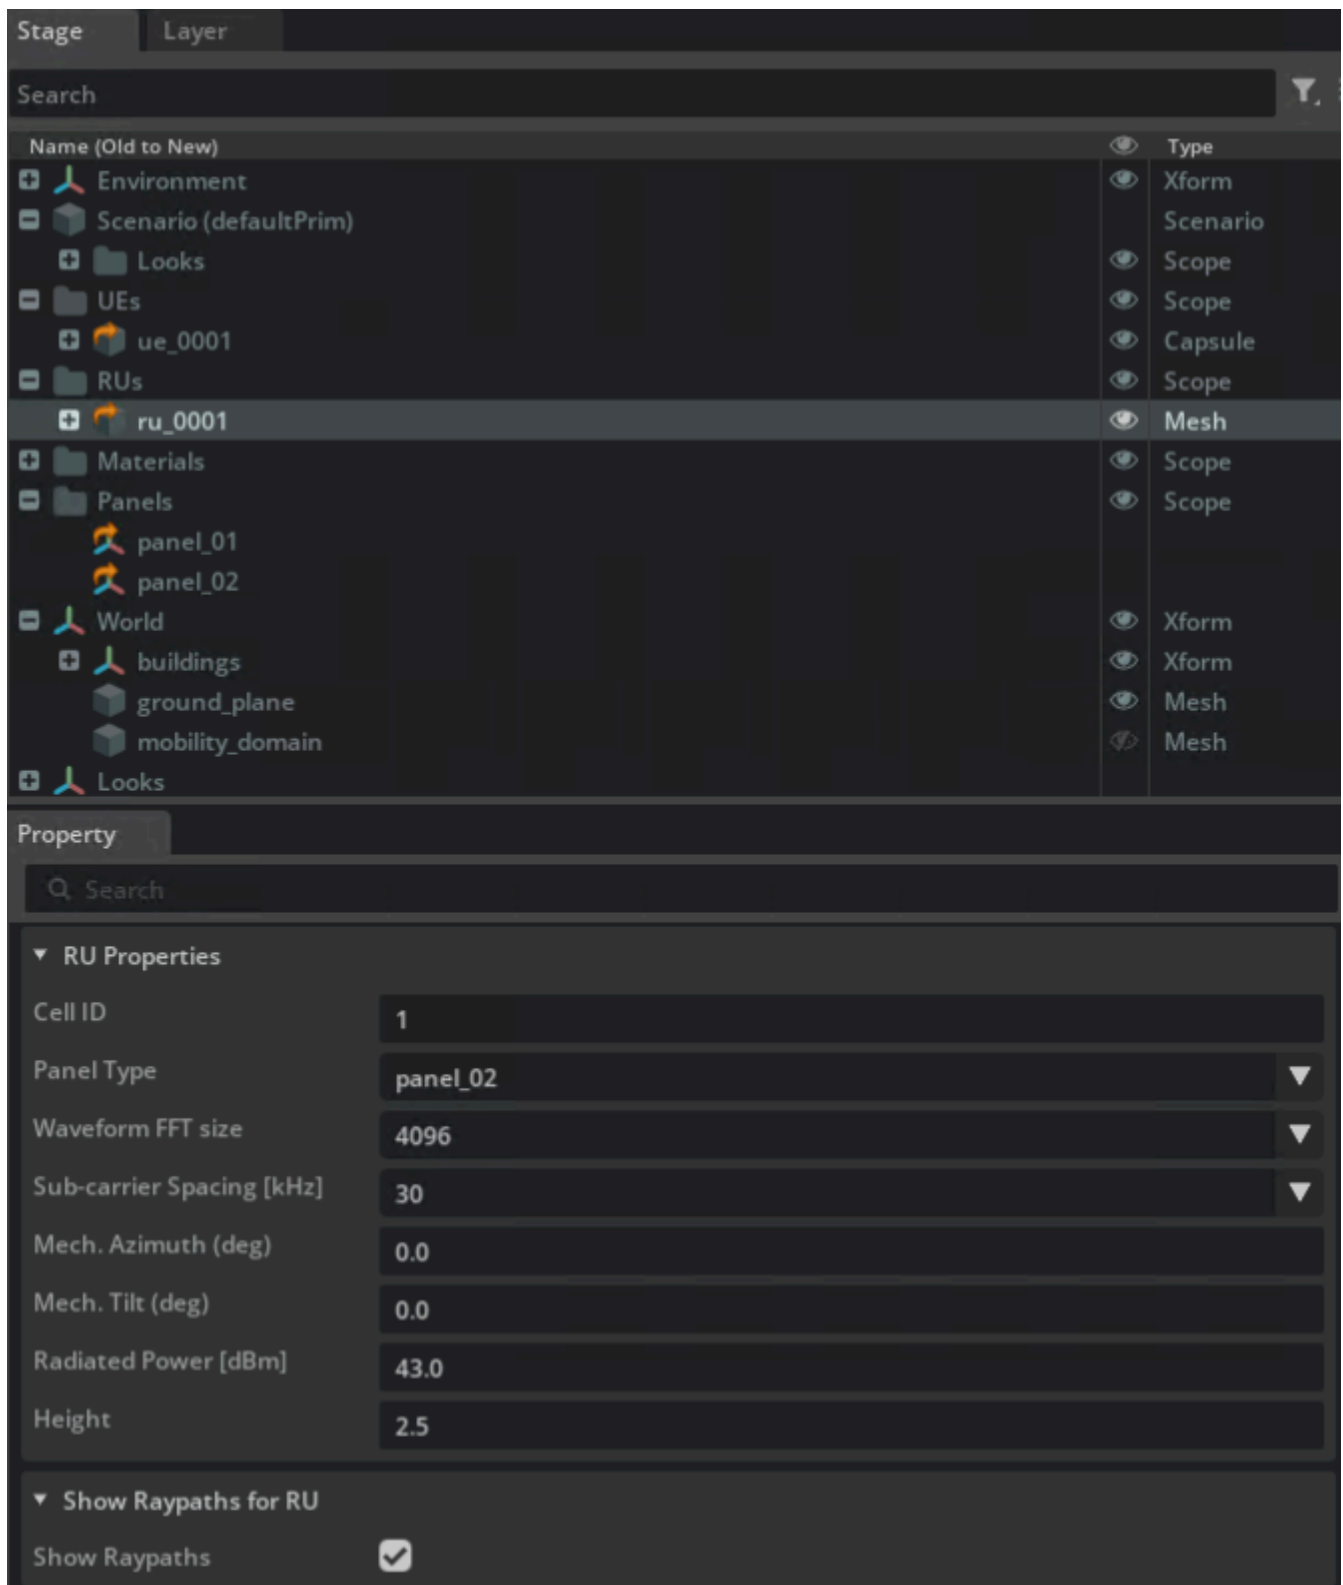 Stage Layer
Search
Name (Old to New) Type
Environment Xform
Scenario (defaultPrim) Scenario
Looks Scope
UEs Scope
ue_0001 Capsule
RUs Scope
ru_0001 Mesh
Materials Scope
Panels Scope
panel_01
panel_02
World Xform
buildings Xform
ground_plane Mesh
mobility_domain Mesh
Looks
Property
Search
RU Properties
Cell ID 1
Panel Type panel_02
Waveform FFT size 4096
Sub-carrier Spacing [kHz] 30
Mech. Azimuth (deg) 0.0
Mech. Tilt (deg) 0.0
Radiated Power [dBm] 43.0
Height 2.5
Show Raypaths for RU
Show Raypaths